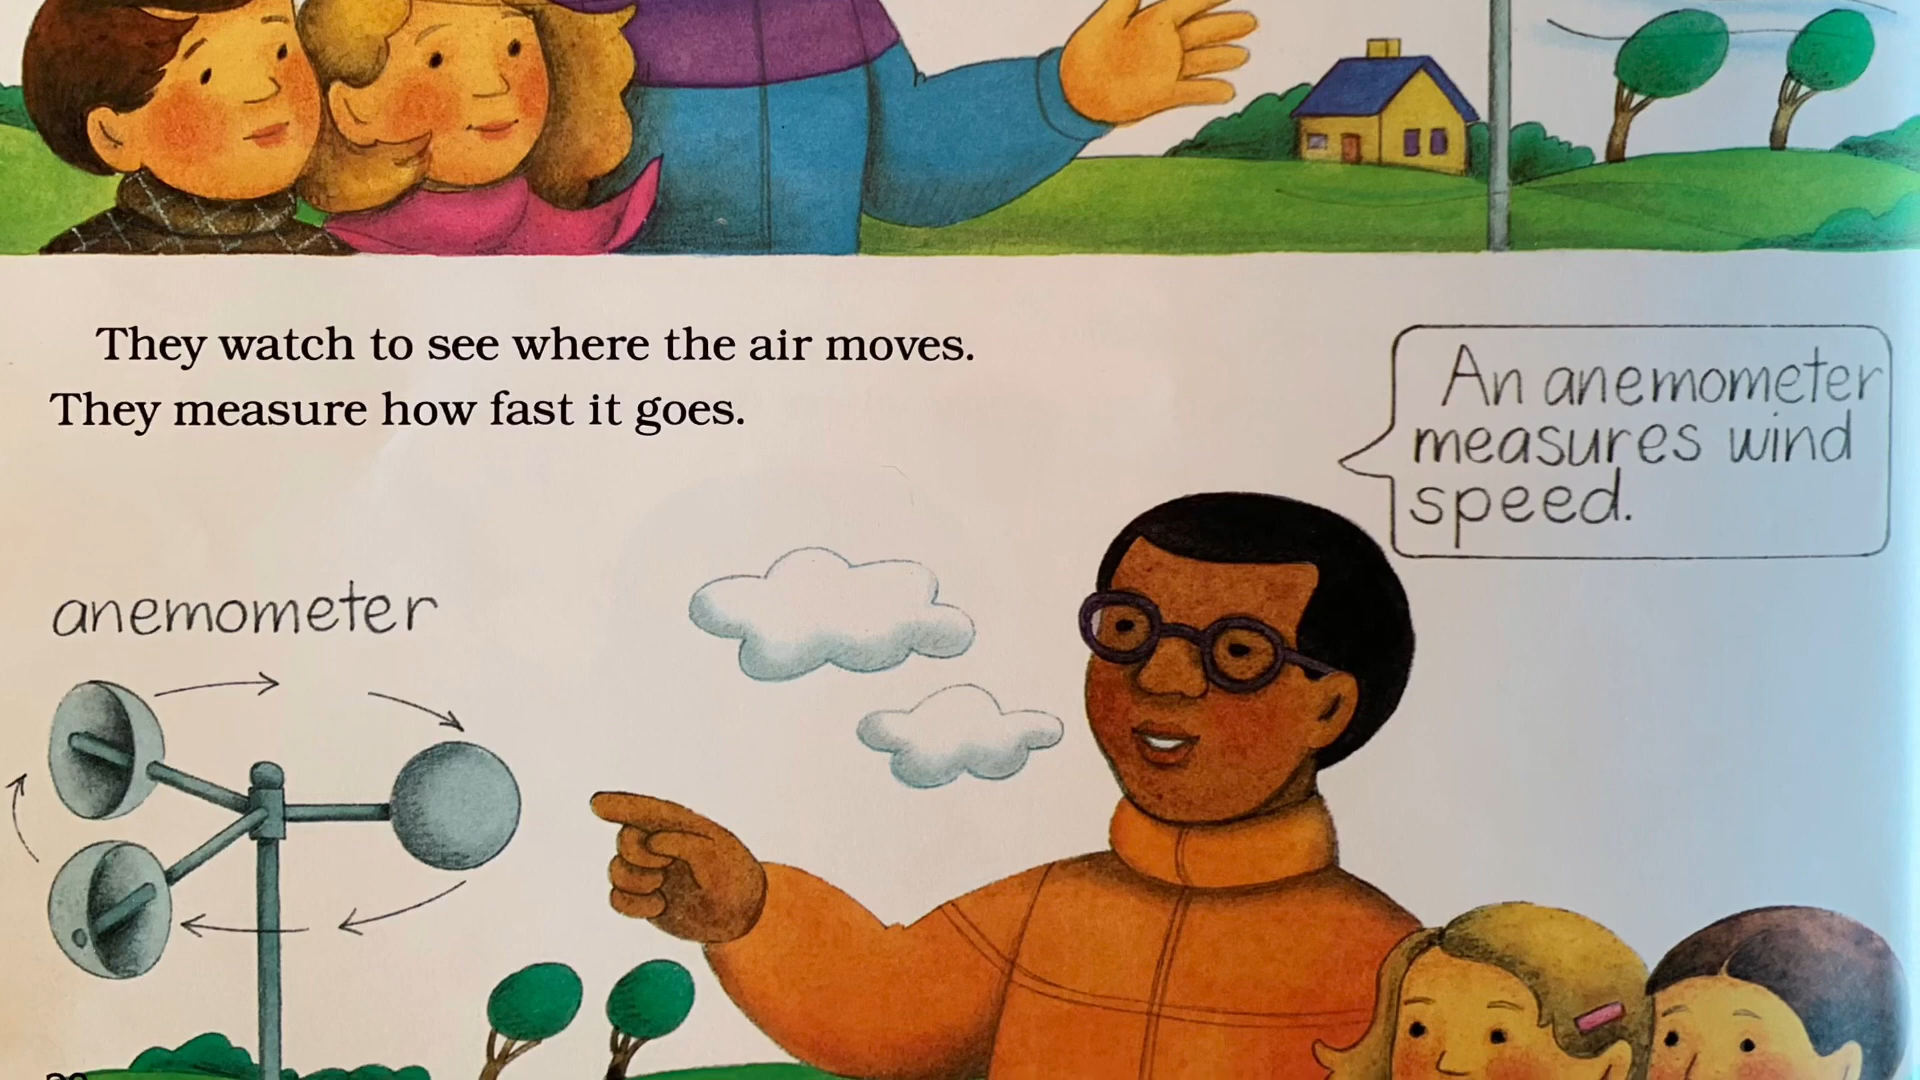 They watch to see where the air moves.
They measure how fast it goes.
An anemometer
measures wind
speed.
anemometer